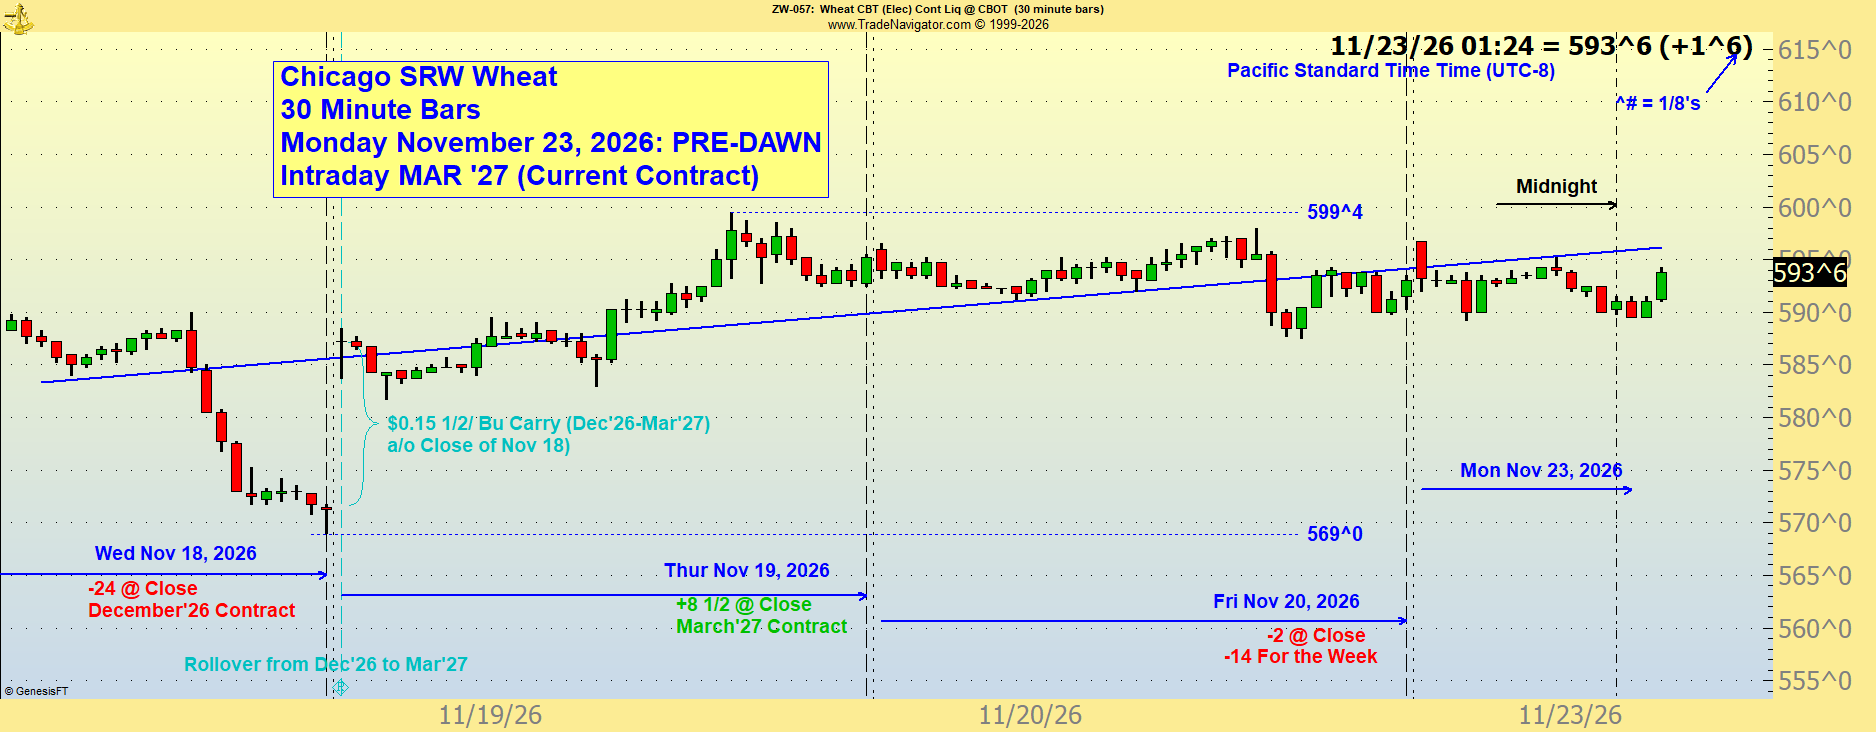 ZW-057:  Wheat CBT (Elec) Cont Liq @ CBOT  (30 minute bars)
www.TradeNavigator.com © 1999-2026
11/23/26 01:24 = 593^6 (+1^6)
Pacific Standard Time Time (UTC-8)
^# = 1/8's
Chicago SRW Wheat
30 Minute Bars
Monday November 23, 2026: PRE-DAWN
Intraday MAR '27 (Current Contract)
Midnight
599^4
$0.15 1/2/ Bu Carry (Dec'26-Mar'27)
a/o Close of Nov 18)
Mon Nov 23, 2026
569^0
Wed Nov 18, 2026
-24 @ Close
December'26 Contract
Thur Nov 19, 2026
+8 1/2 @ Close
March'27 Contract
Fri Nov 20, 2026
-2 @ Close
-14 For the Week
Rollover from Dec'26 to Mar'27
© GenesisFT
615^0
610^0
605^0
600^0
593^6
590^0
585^0
580^0
575^0
570^0
565^0
560^0
555^0
11/19/26
11/20/26
11/23/26